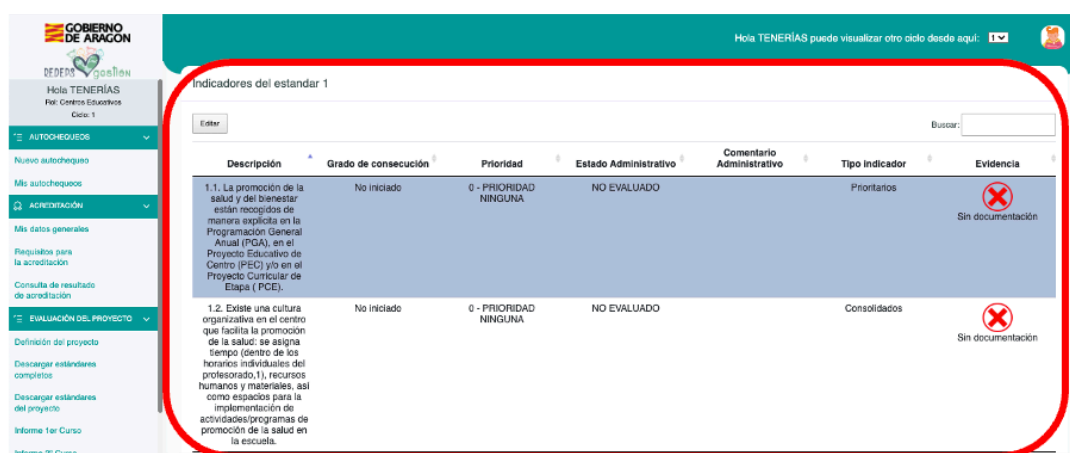 GOBIERNO
DE ARAGON
REDEPS gestión
Hola TENERÍAS
Rol: Centros Educativos
Ciclo: 1
AUTOCHEQUEOS
Nuevo autochequeo
Mis autochequeos
ACREDITACIÓN
Mis datos generales
Requisitos para
la acreditación
Consulta de resultado
de acreditación
EVALUACIÓN DEL PROYECTO
Definición del proyecto
Descargar estándares
completos
Descargar estándares
del proyecto
Informe 1er Curso
Hola TENERÍAS puede visualizar otro ciclo desde aquí: 1
Indicadores del estandar 1
Editar
Buscar:
Descripción
Grado de consecución
Prioridad
Estado Administrativo
Comentario
Administrativo
Tipo indicador
Evidencia
1.1. La promoción de la
salud y del bienestar
están recogidos de
manera explícita en la
Programación General
Anual (PGA), en el
Proyecto Educativo de
Centro (PEC) y/o en el
Proyecto Curricular de
Etapa ( PCE).
No iniciado
0 - PRIORIDAD
NINGUNA
NO EVALUADO
Prioritarios
Sin documentación
1.2. Existe una cultura
organizativa en el centro
que facilita la promoción
de la salud: se asigna
tiempo (dentro de los
horarios individuales del
profesorado,1), recursos
humanos y materiales, asi
como espacios para la
implementación de
actividades/programas de
promoción de la salud en
la escuela.
No iniciado
0 - PRIORIDAD
NINGUNA
NO EVALUADO
Consolidados
Sin documentación